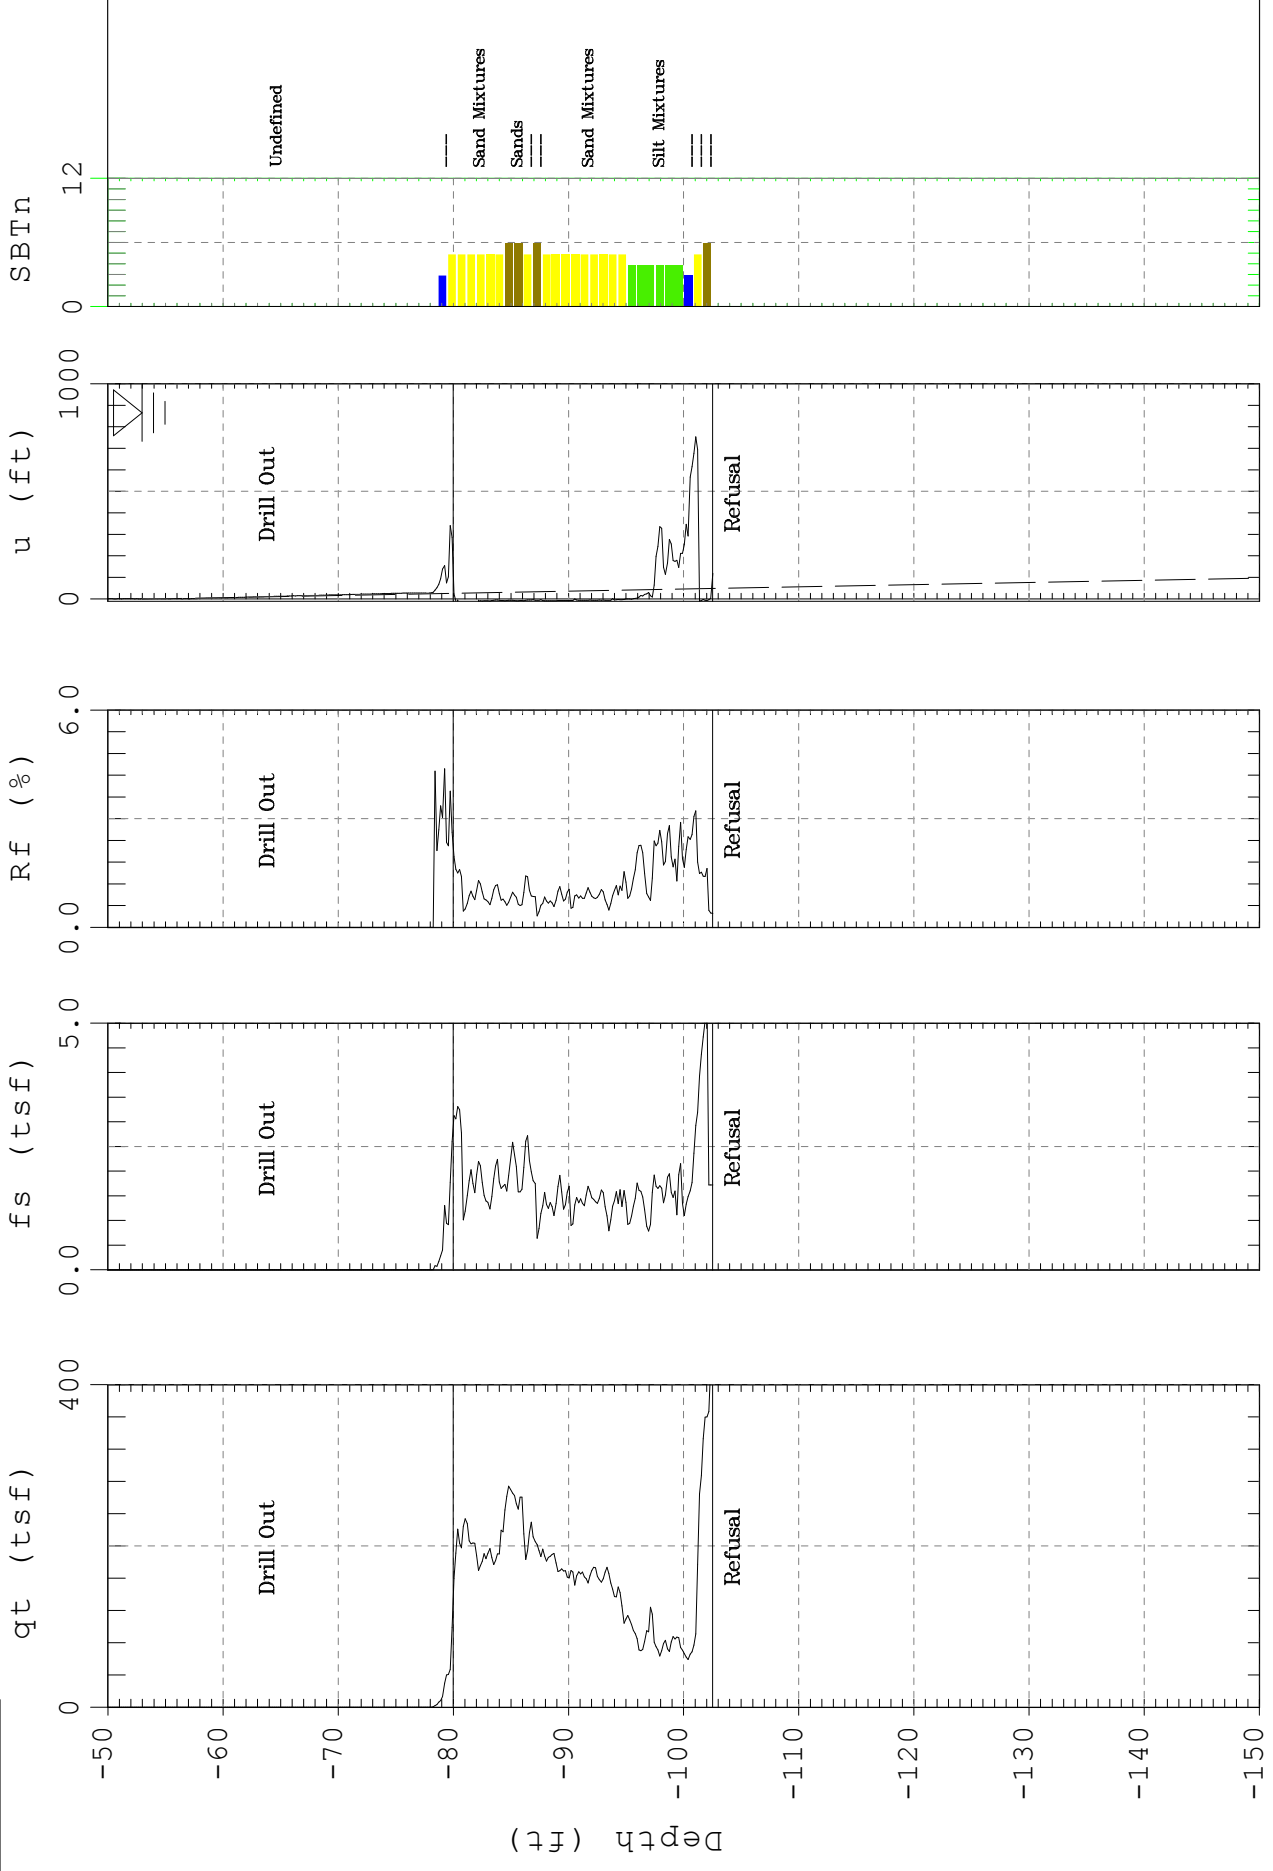 qt (tsf)
fs (tsf)
Rf (%)
u (ft)
SBTn
0
400
0.0
5.0
0.0
6.0
0
1000
0
12
-50
-60
-70
-80
-90
-100
-110
-120
-130
-140
-150
Depth (ft)
Drill Out
Drill Out
Drill Out
Drill Out
Refusal
Refusal
Refusal
Refusal
Undefined
Sand Mixtures
Sands
Sand Mixtures
Silt Mixtures